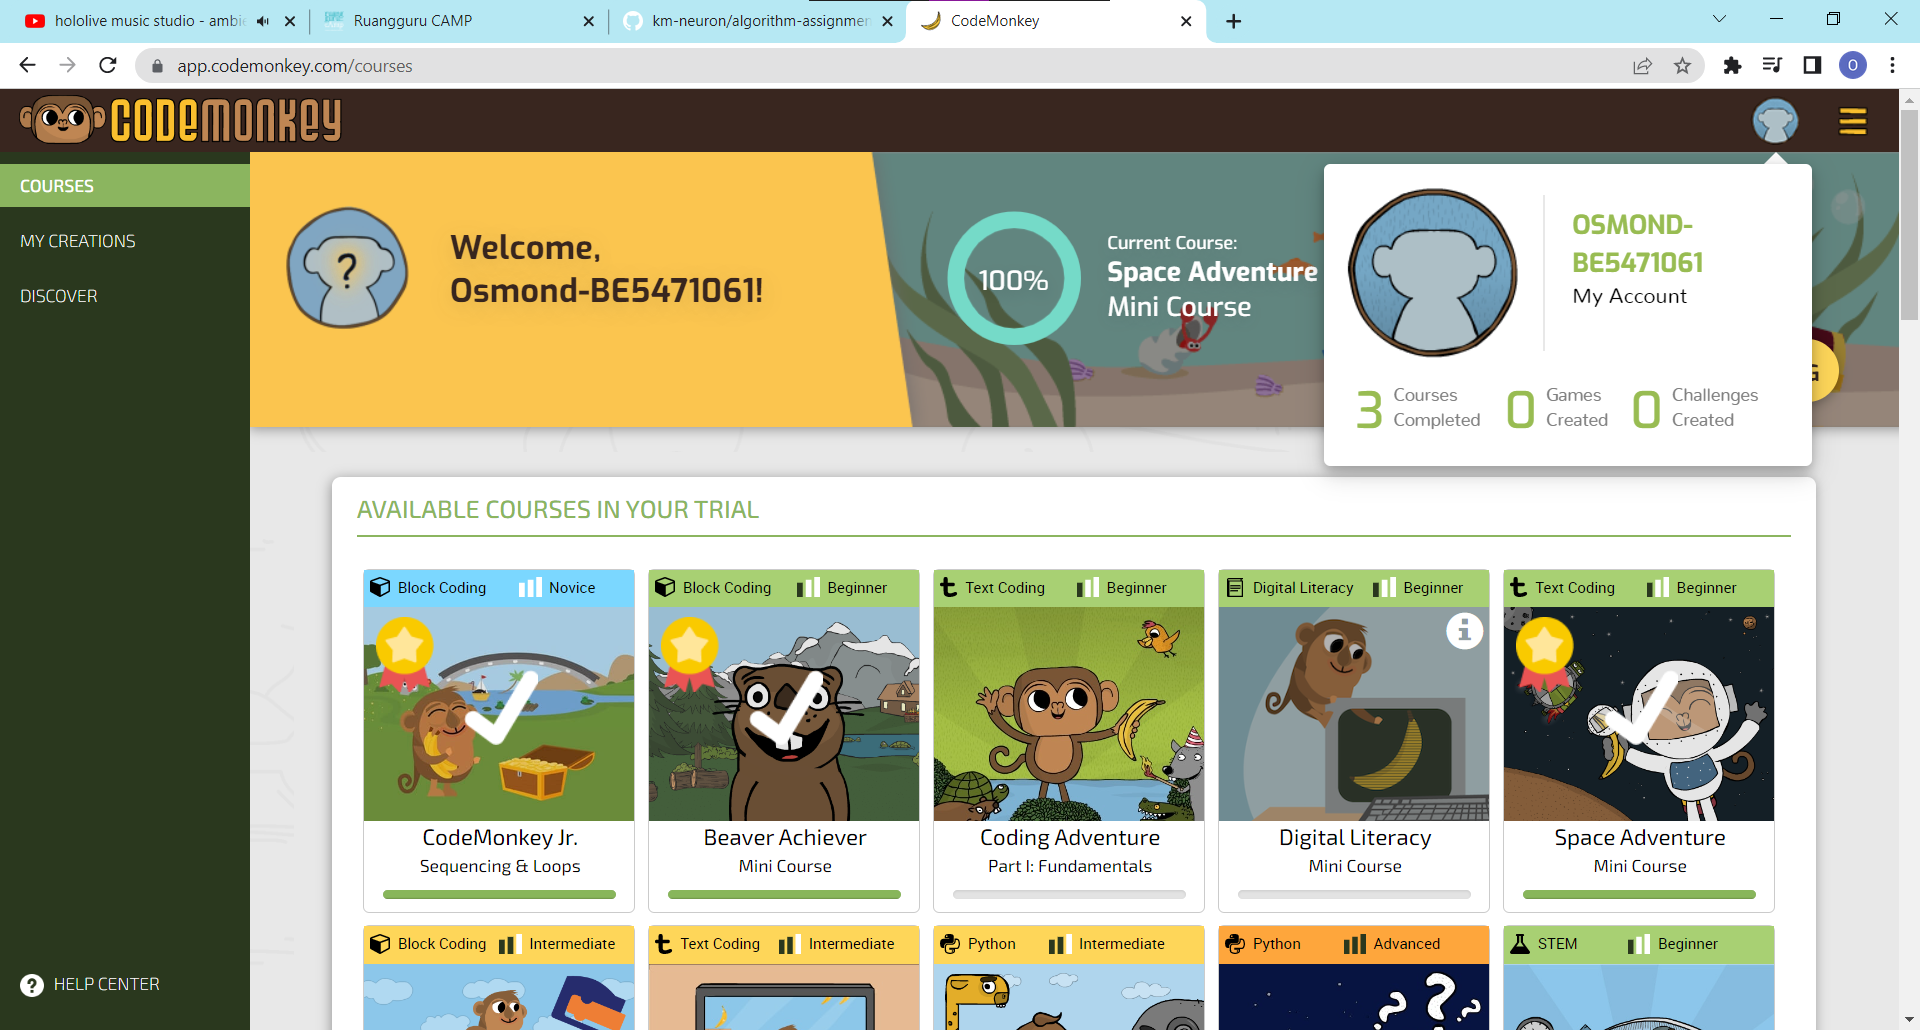 hololive music studio - ambie
Ruangguru CAMP
km-neuron/algorithm-assignmen
CodeMonkey
app.codemonkey.com/courses
O
CODEMONKEY
COURSES
MY CREATIONS
DISCOVER
HELP CENTER
?
Welcome,
Osmond-BE5471061!
100%
Current Course:
Space Adventure
Mini Course
OSMOND-
BE5471061
My Account
3 Courses Completed
0 Games Created
0 Challenges Created
AVAILABLE COURSES IN YOUR TRIAL
Block Coding Novice
CodeMonkey Jr.
Sequencing & Loops
Block Coding Beginner
Beaver Achiever
Mini Course
Text Coding Beginner
Coding Adventure
Part I: Fundamentals
Digital Literacy Beginner
Digital Literacy
Mini Course
Text Coding Beginner
Space Adventure
Mini Course
Block Coding Intermediate
Text Coding Intermediate
Python Intermediate
Python Advanced
? ? ?
STEM Beginner